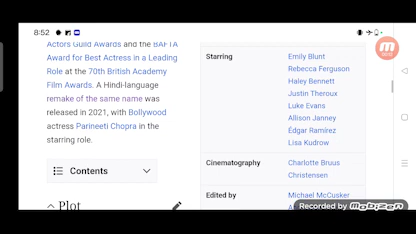 8:52
Actors Guild Awards and the BAFTA
Award for Best Actress in a Leading
Role at the 70th British Academy
Film Awards. A Hindi-language
remake of the same name was
released in 2021, with Bollywood
actress Parineeti Chopra in the
starring role.
Contents
Plot
Starring
Emily Blunt
Rebecca Ferguson
Haley Bennett
Justin Theroux
Luke Evans
Allison Janney
Édgar Ramírez
Lisa Kudrow
Cinematography
Charlotte Bruus
Christensen
Edited by
Michael McCusker
Recorded by Mobizen